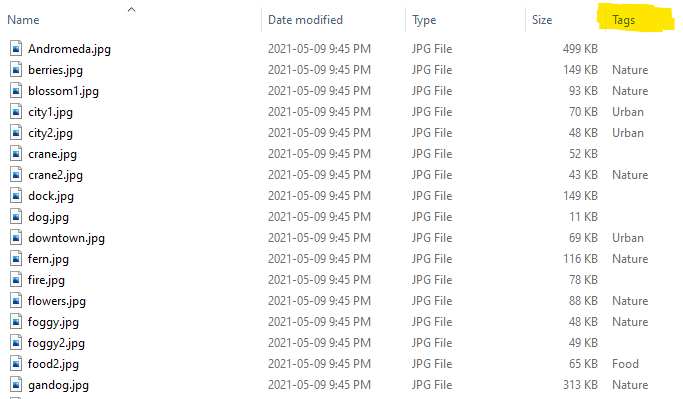 Name Date modified Type Size Tags
Andromeda.jpg 2021-05-09 9:45 PM JPG File 499 KB
berries.jpg 2021-05-09 9:45 PM JPG File 149 KB Nature
blossom1.jpg 2021-05-09 9:45 PM JPG File 93 KB Nature
city1.jpg 2021-05-09 9:45 PM JPG File 70 KB Urban
city2.jpg 2021-05-09 9:45 PM JPG File 48 KB Urban
crane.jpg 2021-05-09 9:45 PM JPG File 52 KB
crane2.jpg 2021-05-09 9:45 PM JPG File 43 KB Nature
dock.jpg 2021-05-09 9:45 PM JPG File 149 KB
dog.jpg 2021-05-09 9:45 PM JPG File 11 KB
downtown.jpg 2021-05-09 9:45 PM JPG File 69 KB Urban
fern.jpg 2021-05-09 9:45 PM JPG File 116 KB Nature
fire.jpg 2021-05-09 9:45 PM JPG File 78 KB
flowers.jpg 2021-05-09 9:45 PM JPG File 88 KB Nature
foggy.jpg 2021-05-09 9:45 PM JPG File 48 KB Nature
foggy2.jpg 2021-05-09 9:45 PM JPG File 49 KB
food2.jpg 2021-05-09 9:45 PM JPG File 65 KB Food
gandog.jpg 2021-05-09 9:45 PM JPG File 313 KB Nature